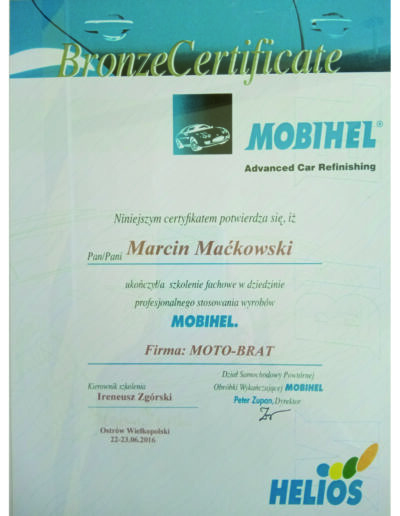 BronzeCertificate
MOBIHEL®
Advanced Car Refinishing
Niniejszym certyfikatem potwierdza się, iż
Pan/Pani Marcin Maćkowski
ukończył/a szkolenie fachowe w dziedzinie
profesjonalnego stosowania wyrobów
MOBIHEL.
Firma: MOTO-BRAT
Kierownik szkolenia
Ireneusz Zgórski
Dział Samochodowy Powtórnej
Obróbki Wykańczającej MOBIHEL
Peter Zupan, Dyrektor
Ostrów Wielkopolski
22-23.06.2016
HELIOS